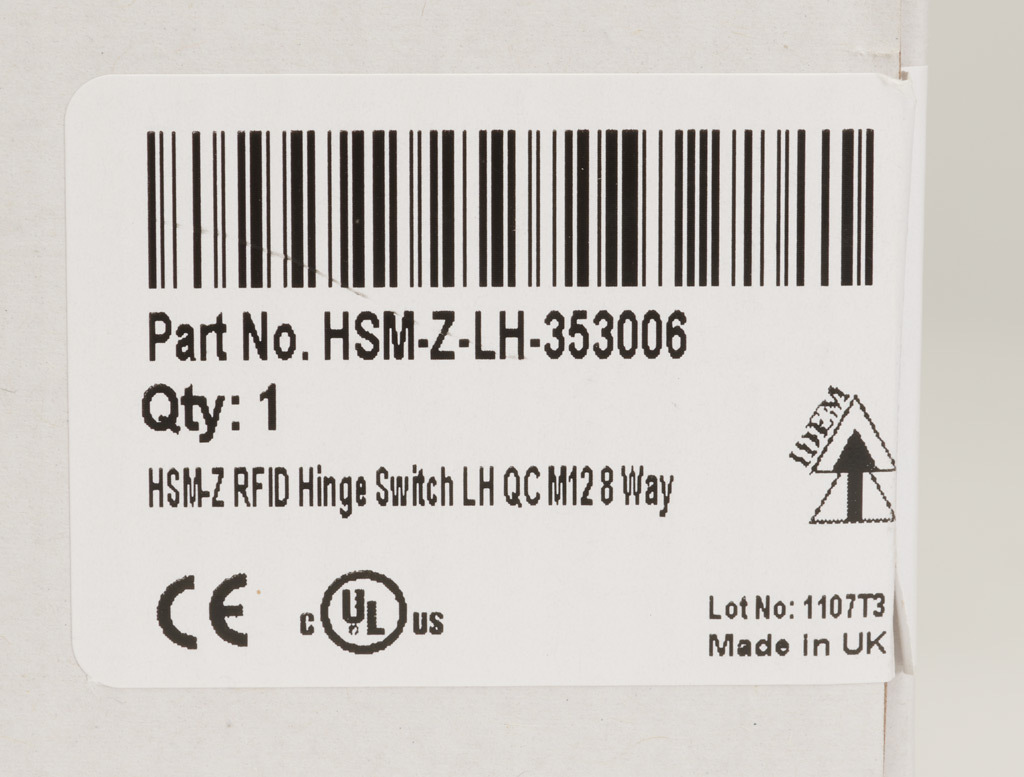 Part No. HSM-Z-LH-353006
Qty: 1
HSM-Z RFID Hinge Switch LH QC M12 8 Way
IDEM
CE
C UL US
Lot No: 1107T3
Made in UK